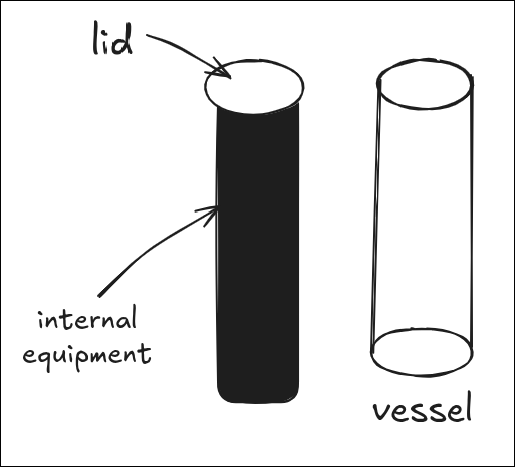 lid
internal
equipment
vessel